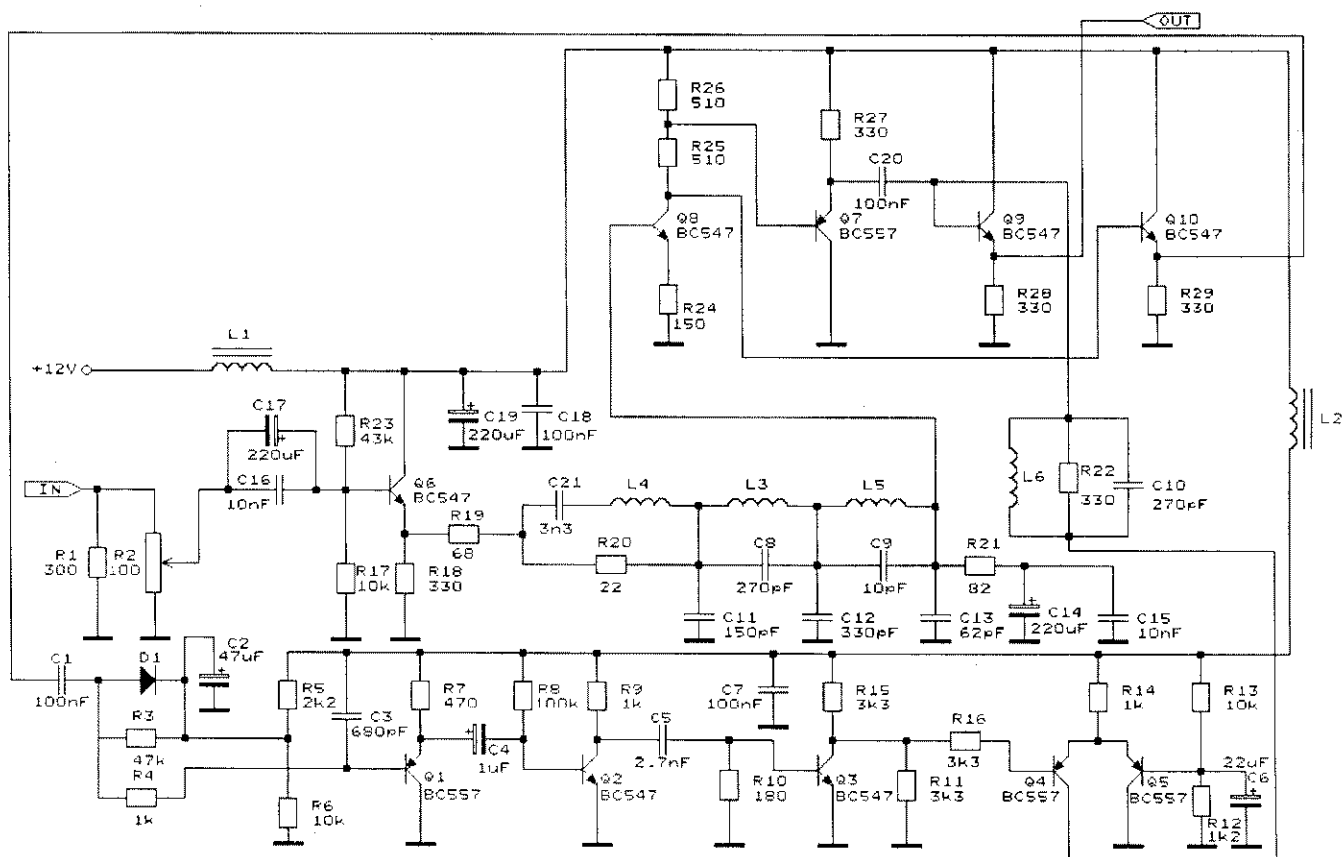 OUT
R26
510
R27
330
R25
510
C20
100nF
Q8
BC547
Q7
BC557
Q9
BC547
Q10
BC547
R24
150
R28
330
R29
330
L1
+12V
C17
220uF
R23
43k
C19
220uF
C18
100nF
L2
IN
C16
10nF
Q6
BC547
R19
68
C21
3n3
L4
L3
L5
L6
R22
330
C10
270pF
R1
300
R2
100
R17
10k
R18
330
R20
22
C8
270pF
C9
10pF
R21
82
C11
150pF
C12
330pF
C13
62pF
C14
220uF
C15
10nF
C1
100nF
D1
C2
47uF
R5
2k2
R7
470
R8
100k
R9
1k
C7
100nF
R15
3k3
R14
1k
R13
10k
R3
47k
C3
680pF
C4
1uF
C5
2.7nF
R16
3k3
R4
1k
R6
10k
Q1
BC557
Q2
BC547
R10
180
Q3
BC547
R11
3k3
Q4
BC557
Q5
BC557
22uF
C6
R12
1k2